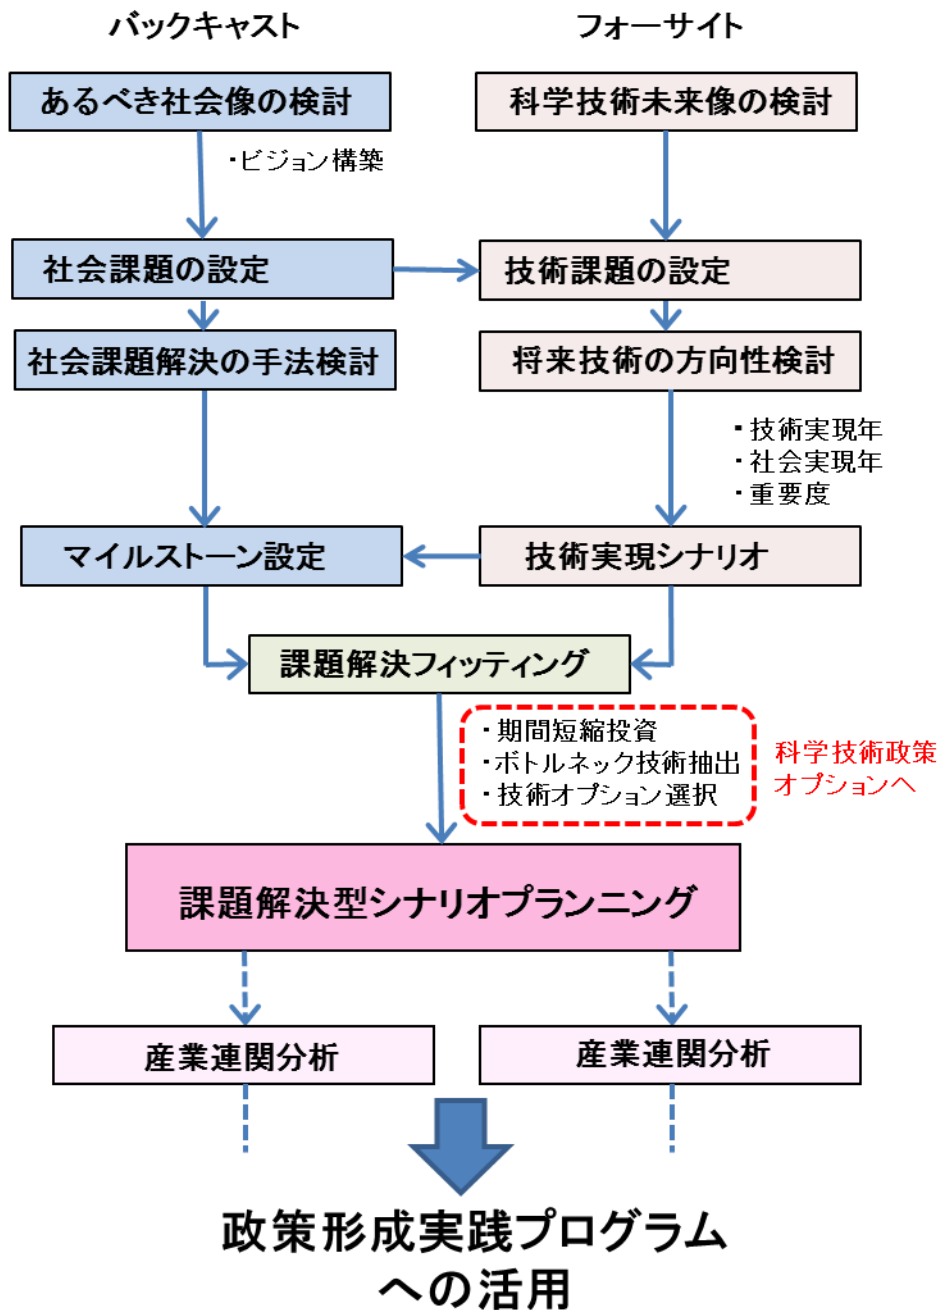 バックキャスト
フォーサイト
あるべき社会像の検討
科学技術未来像の検討
・ビジョン構築
社会課題の設定
技術課題の設定
社会課題解決の手法検討
将来技術の方向性検討
・技術実現年
・社会実現年
・重要度
マイルストーン設定
技術実現シナリオ
課題解決フィッティング
・期間短縮投資
・ボトルネック技術抽出
・技術オプション選択
科学技術政策
オプションへ
課題解決型シナリオプランニング
産業連関分析
産業連関分析
政策形成実践プログラム
への活用